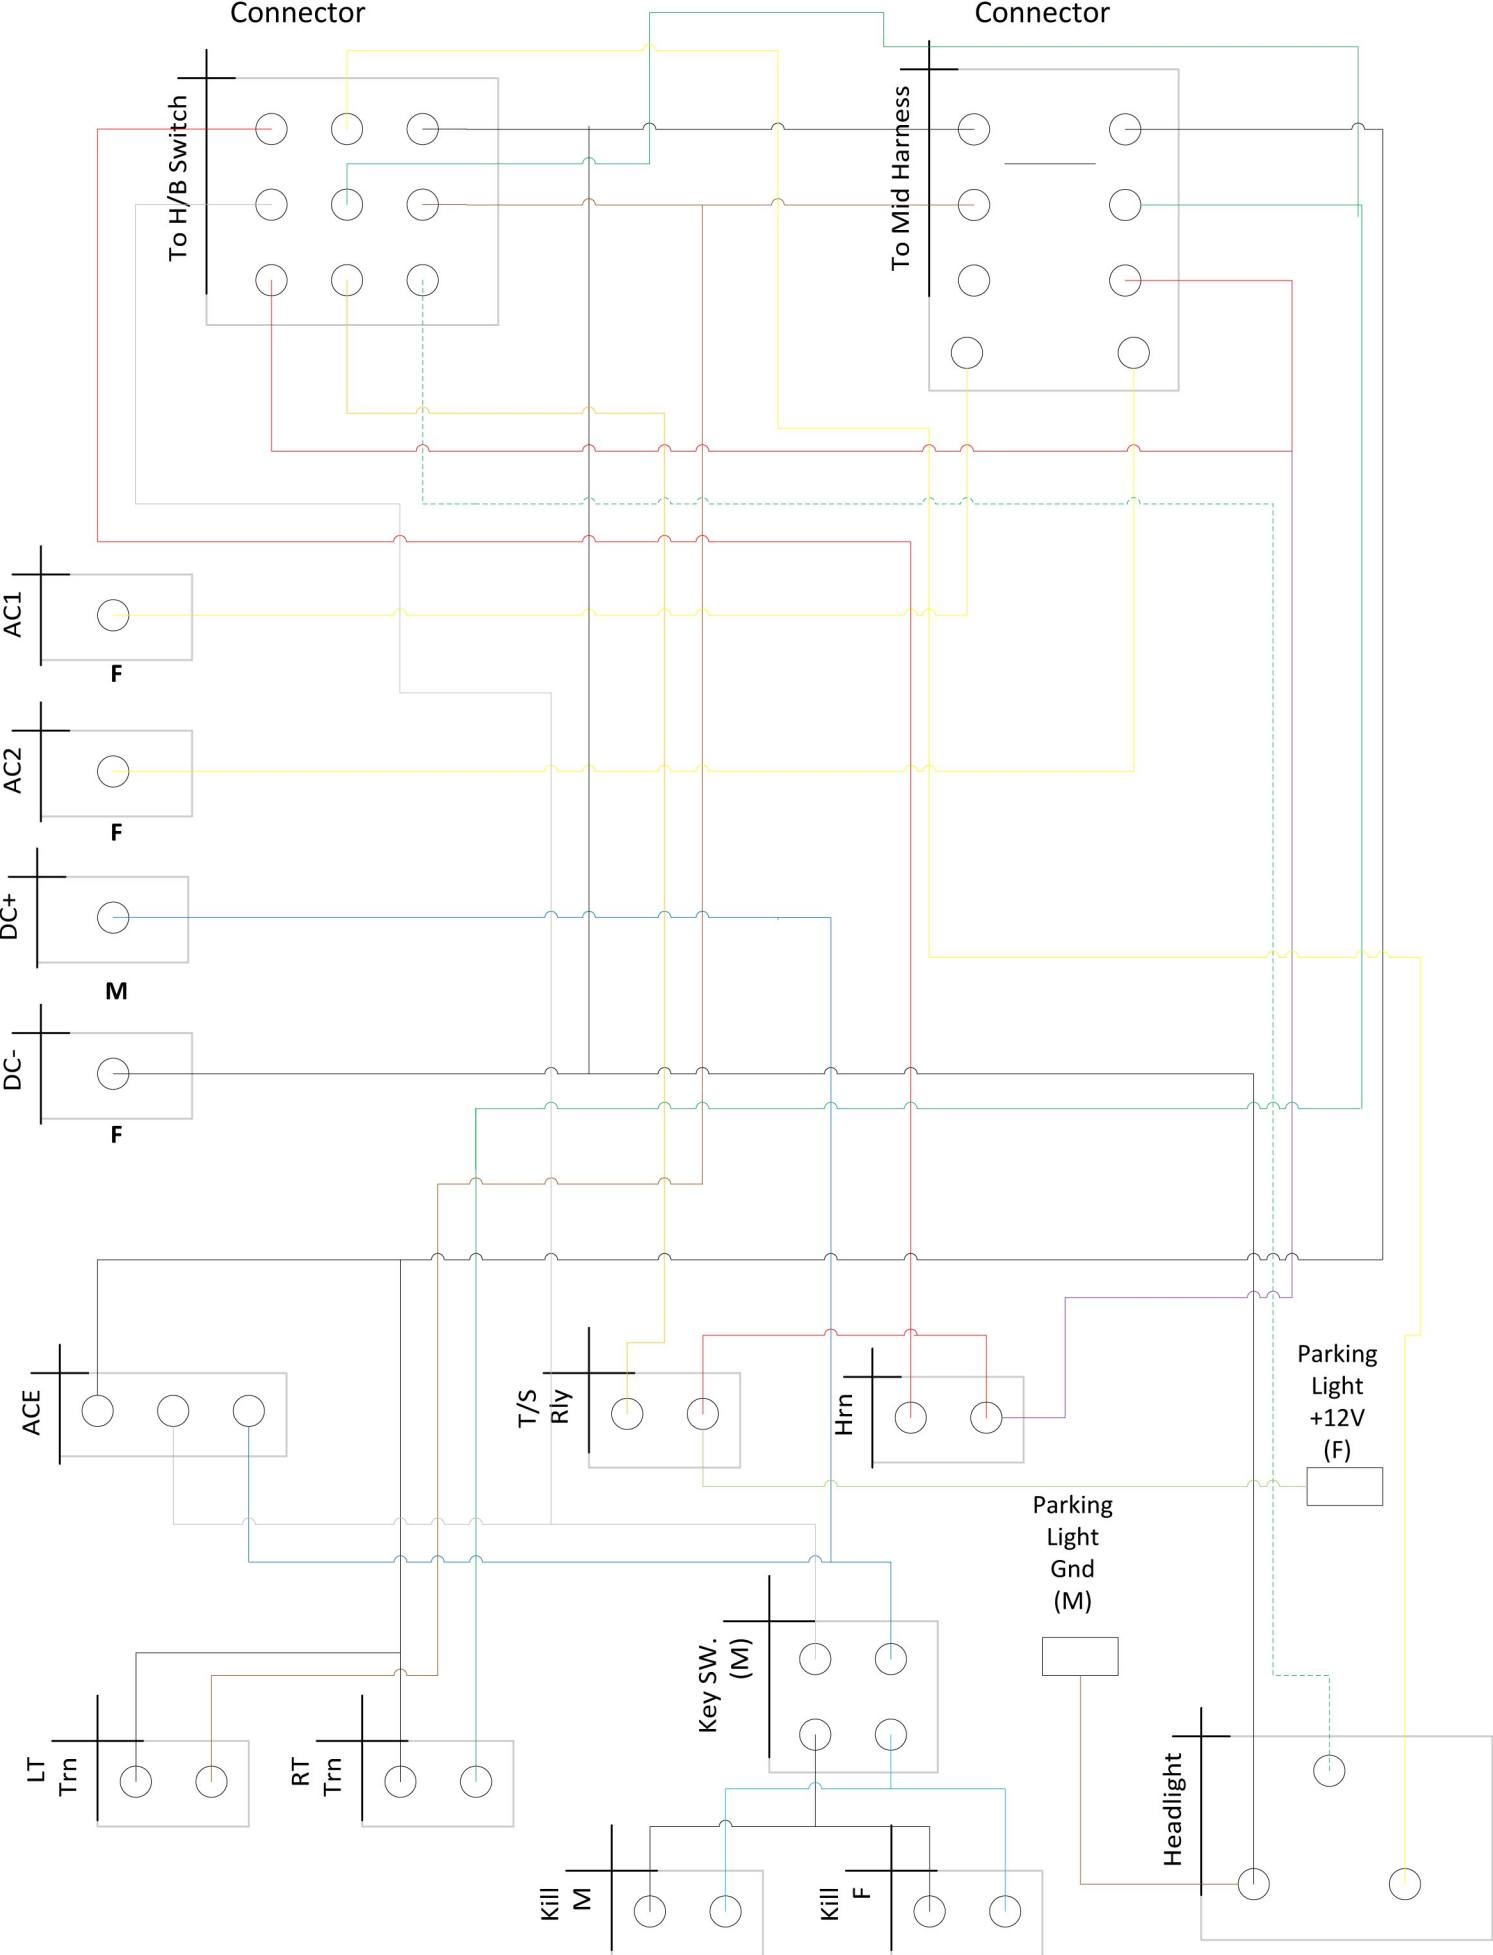 Connector
Connector
To H/B Switch
To Mid Harness
AC1
F
AC2
F
DC+
M
DC-
F
ACE
T/S
Rly
Hrn
Parking
Light
+12V
(F)
Parking
Light
Gnd
(M)
Key SW.
(M)
LT
Trn
RT
Trn
Headlight
Kill
M
Kill
F